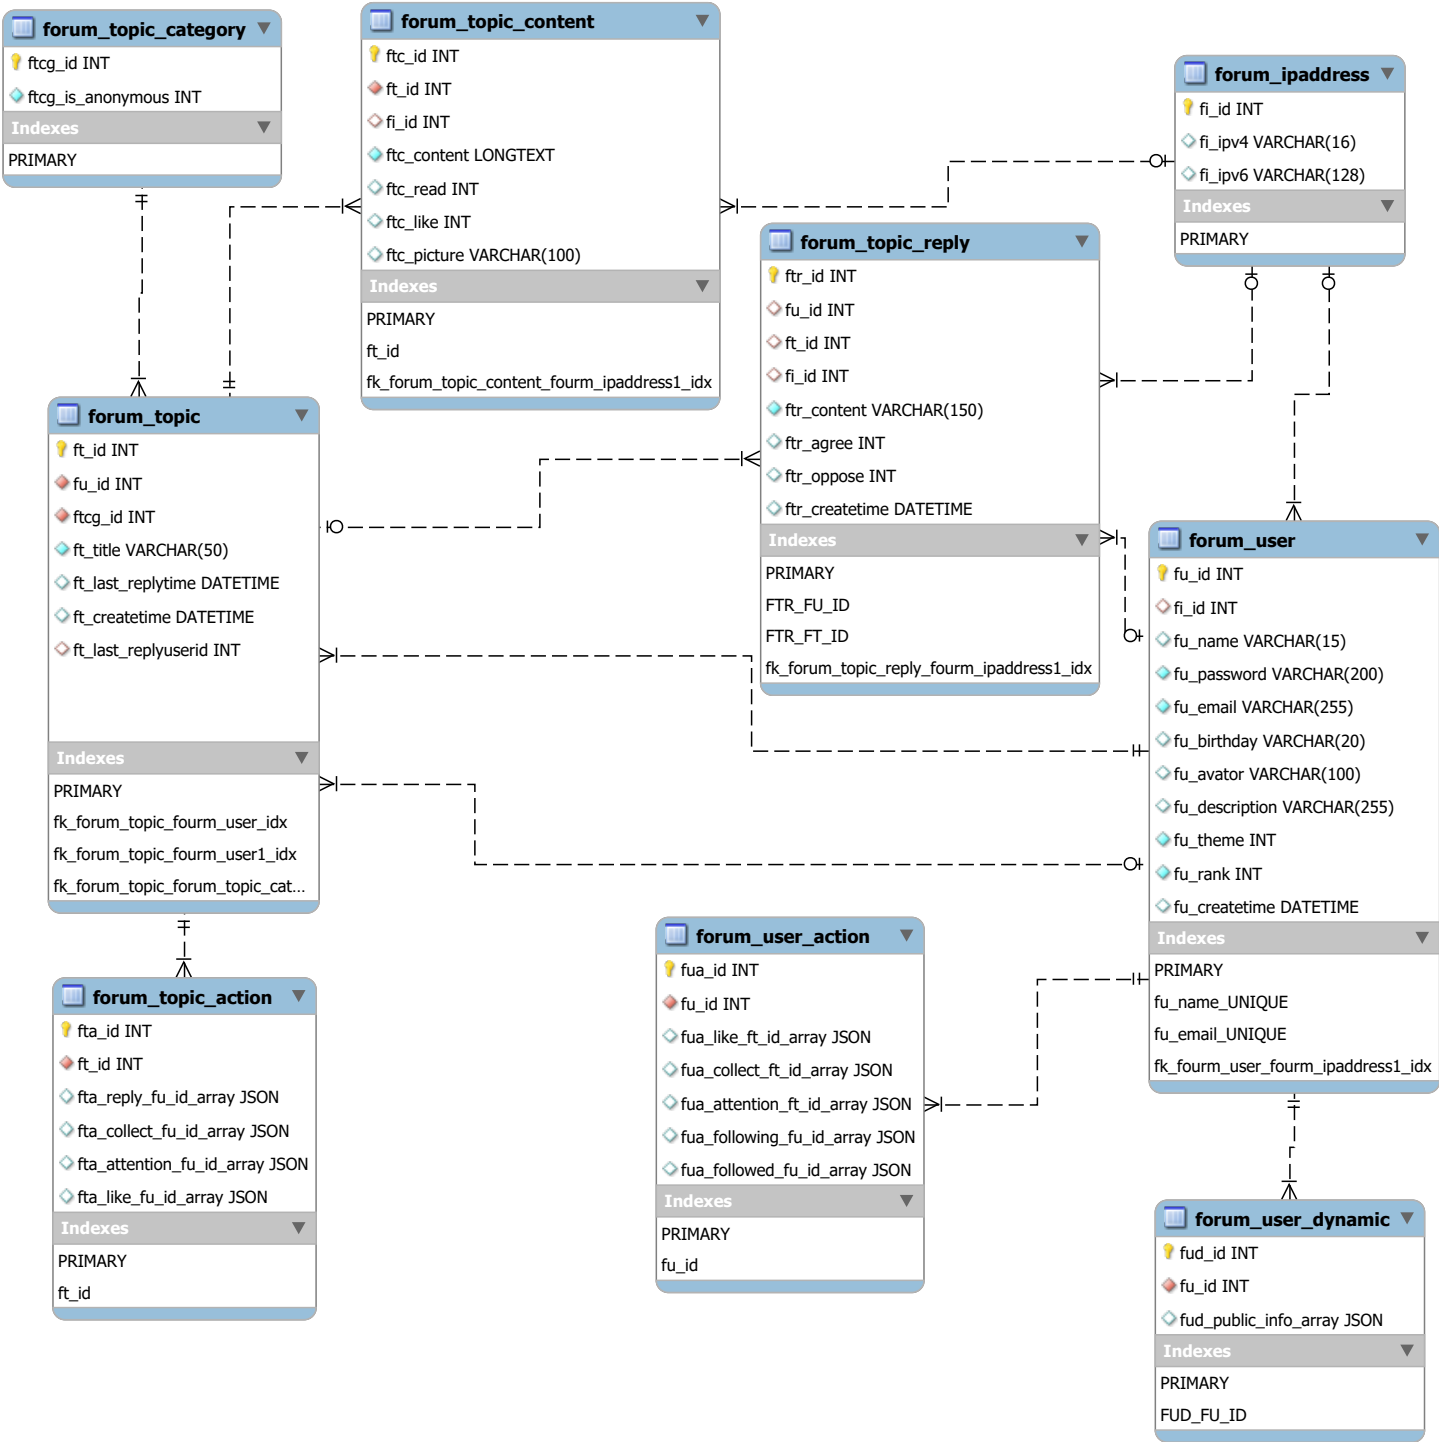 forum_topic_category
ftcg_id INT
ftcg_is_anonymous INT
Indexes
PRIMARY
forum_topic_content
ftc_id INT
ft_id INT
fi_id INT
ftc_content LONGTEXT
ftc_read INT
ftc_like INT
ftc_picture VARCHAR(100)
Indexes
PRIMARY
ft_id
fk_forum_topic_content_fourm_ipaddress1_idx
forum_ipaddress
fi_id INT
fi_ipv4 VARCHAR(16)
fi_ipv6 VARCHAR(128)
Indexes
PRIMARY
forum_topic_reply
ftr_id INT
fu_id INT
ft_id INT
fi_id INT
ftr_content VARCHAR(150)
ftr_agree INT
ftr_oppose INT
ftr_createtime DATETIME
Indexes
PRIMARY
FTR_FU_ID
FTR_FT_ID
fk_forum_topic_reply_fourm_ipaddress1_idx
forum_topic
ft_id INT
fu_id INT
ftcg_id INT
ft_title VARCHAR(50)
ft_last_replytime DATETIME
ft_createtime DATETIME
ft_last_replyuserid INT
Indexes
PRIMARY
fk_forum_topic_fourm_user_idx
fk_forum_topic_fourm_user1_idx
fk_forum_topic_forum_topic_cat...
forum_user
fu_id INT
fi_id INT
fu_name VARCHAR(15)
fu_password VARCHAR(200)
fu_email VARCHAR(255)
fu_birthday VARCHAR(20)
fu_avator VARCHAR(100)
fu_description VARCHAR(255)
fu_theme INT
fu_rank INT
fu_createtime DATETIME
Indexes
PRIMARY
fu_name_UNIQUE
fu_email_UNIQUE
fk_fourm_user_fourm_ipaddress1_idx
forum_topic_action
fta_id INT
ft_id INT
fta_reply_fu_id_array JSON
fta_collect_fu_id_array JSON
fta_attention_fu_id_array JSON
fta_like_fu_id_array JSON
Indexes
PRIMARY
ft_id
forum_user_action
fua_id INT
fu_id INT
fua_like_ft_id_array JSON
fua_collect_ft_id_array JSON
fua_attention_ft_id_array JSON
fua_following_fu_id_array JSON
fua_followed_fu_id_array JSON
Indexes
PRIMARY
fu_id
forum_user_dynamic
fud_id INT
fu_id INT
fud_public_info_array JSON
Indexes
PRIMARY
FUD_FU_ID